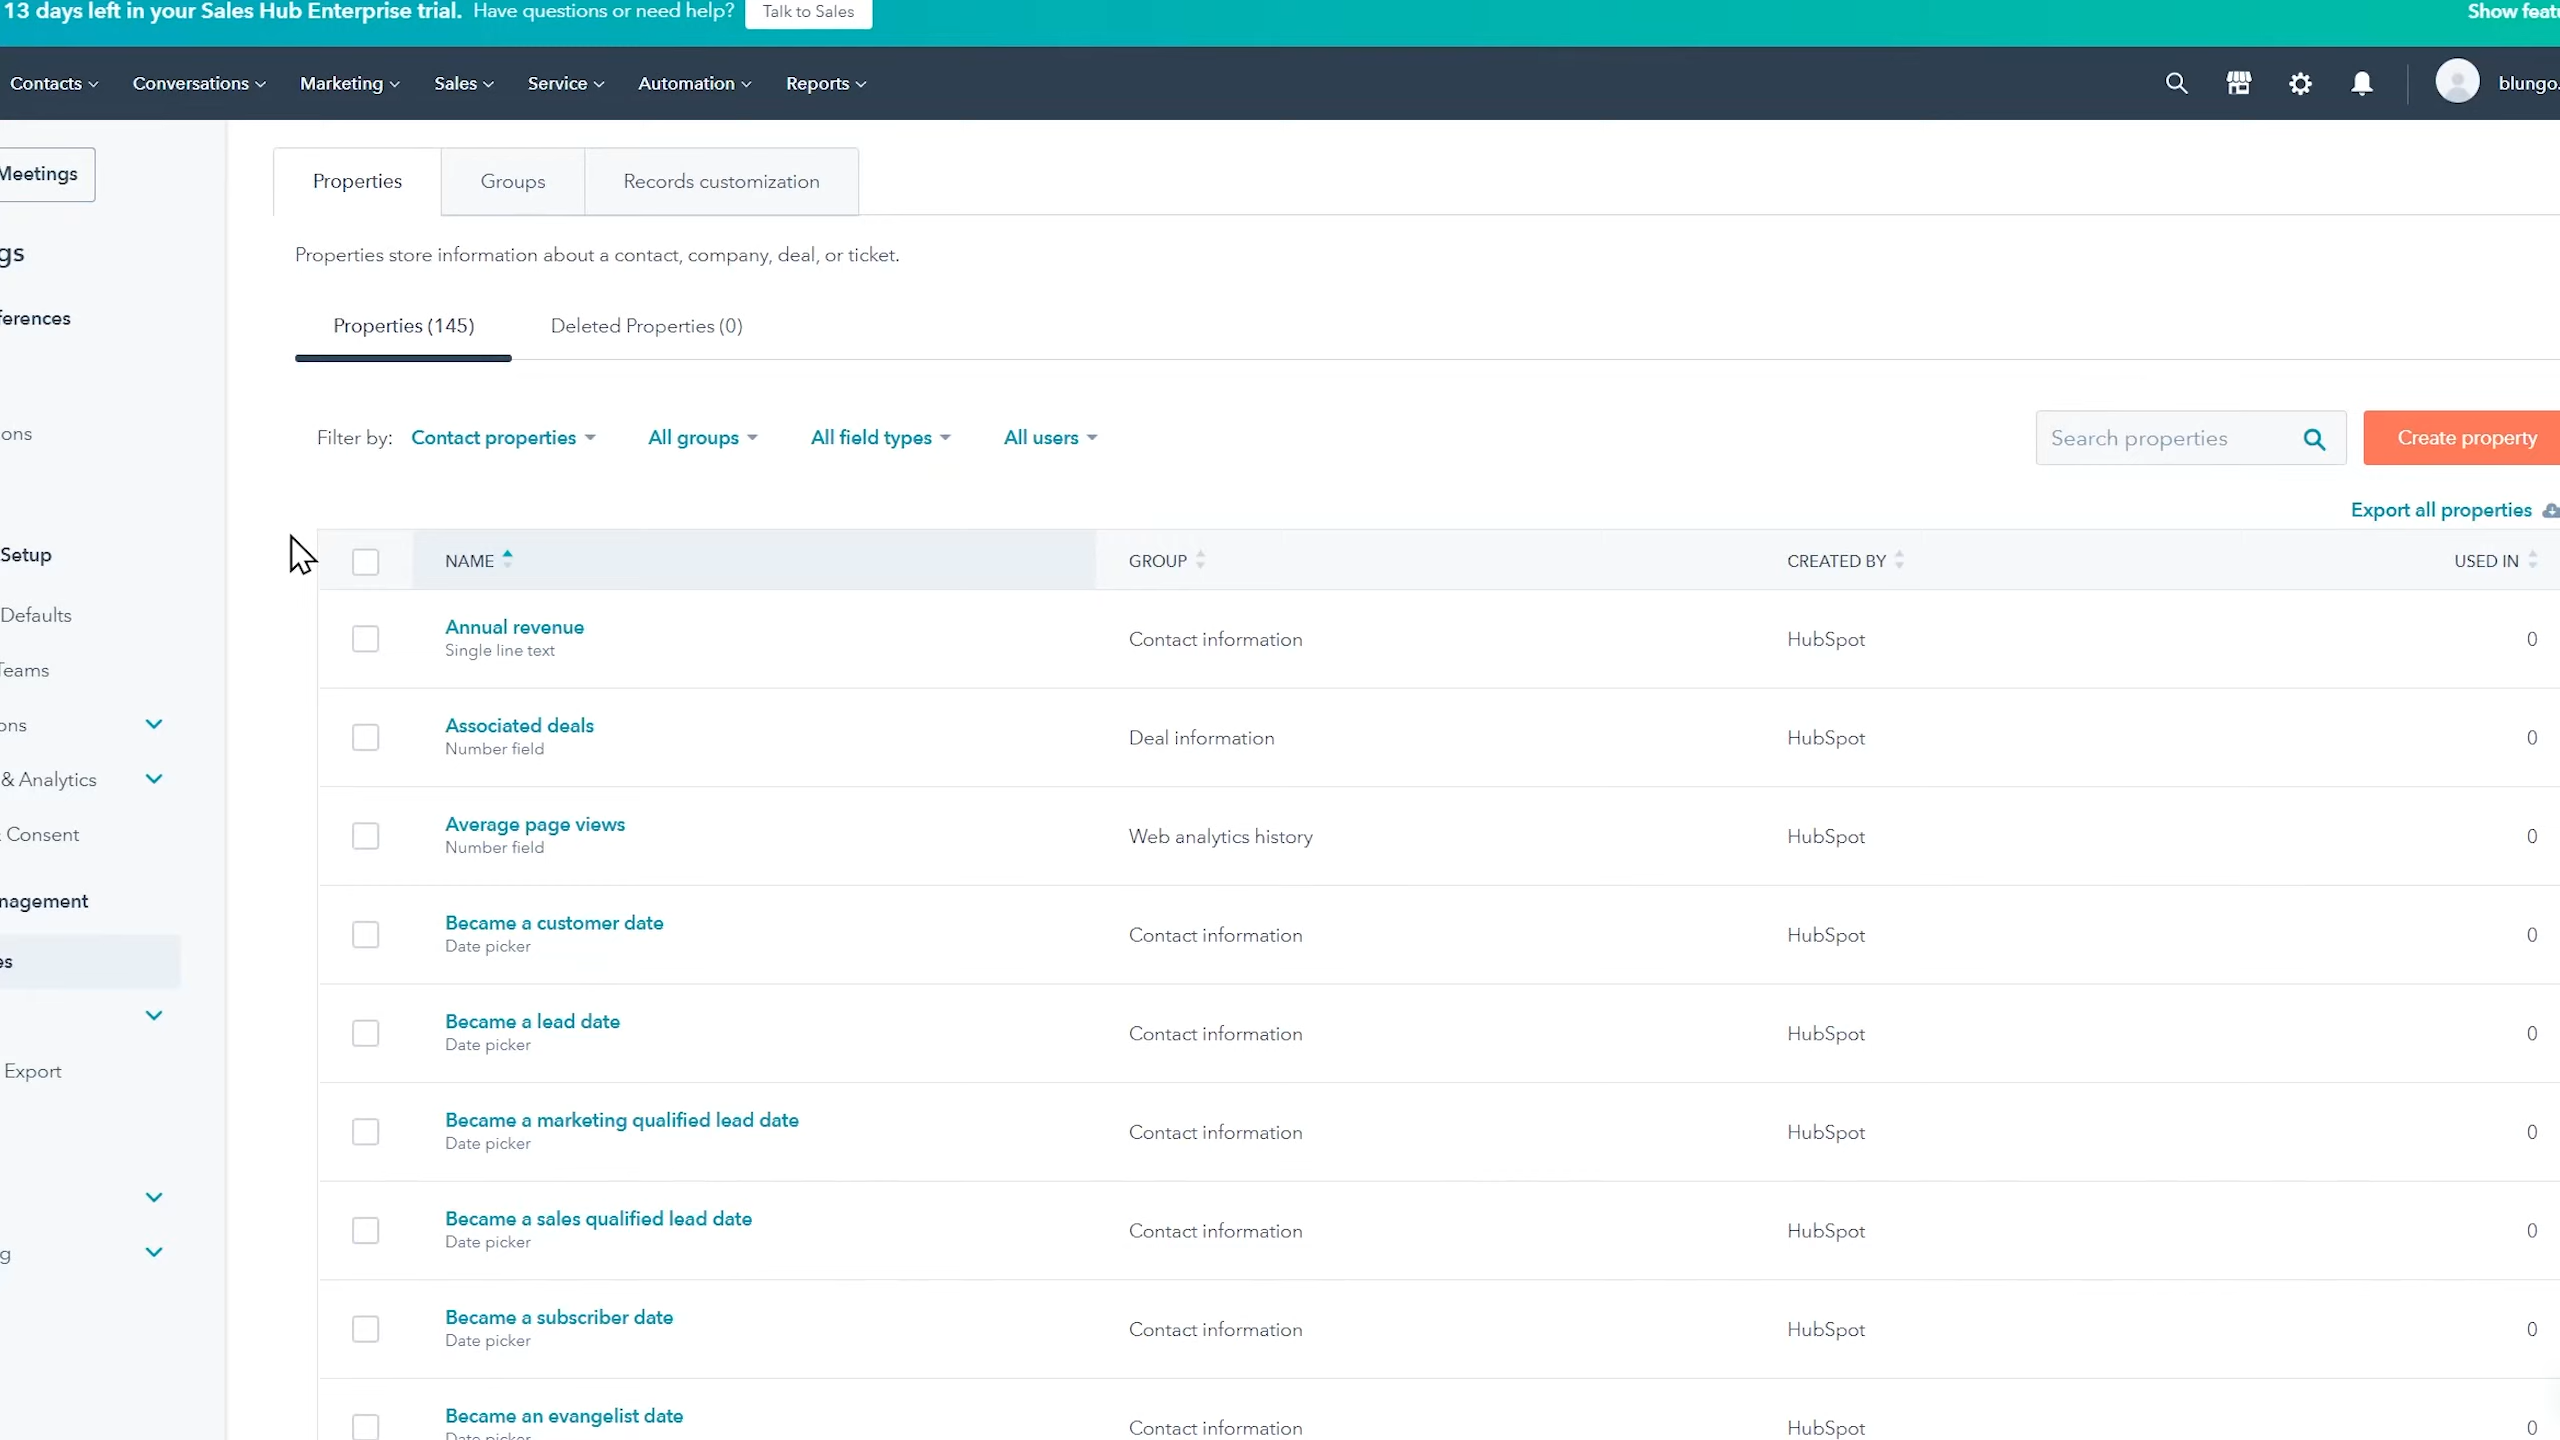 13 days left in your Sales Hub Enterprise trial. Have questions or need help? Talk to Sales
Show
Contacts Conversations Marketing Sales Service Automation Reports
blungo.
Meetings
Properties Groups Records customization
Properties store information about a contact, company, deal, or ticket.
Properties (145) Deleted Properties (0)
Filter by: Contact properties All groups All field types All users
Search properties
Create property
Export all properties
Setup
Defaults
Teams
& Analytics
Consent
Export
NAME GROUP CREATED BY USED IN
Annual revenue Contact information HubSpot 0
Single line text
Associated deals Deal information HubSpot 0
Number field
Average page views Web analytics history HubSpot 0
Number field
Became a customer date Contact information HubSpot 0
Date picker
Became a lead date Contact information HubSpot 0
Date picker
Became a marketing qualified lead date Contact information HubSpot 0
Date picker
Became a sales qualified lead date Contact information HubSpot 0
Date picker
Became a subscriber date Contact information HubSpot 0
Date picker
Became an evangelist date Contact information HubSpot 0
Date picker